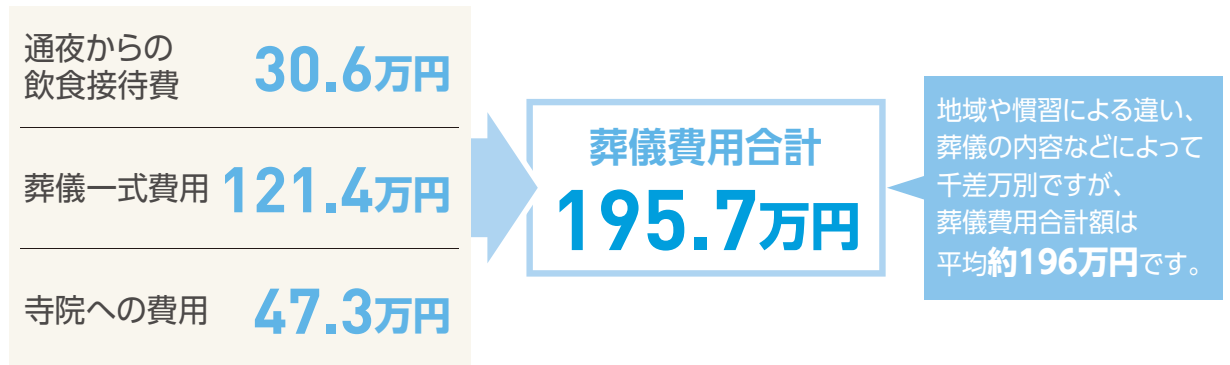 通夜からの
飲食接待費
30.6万円
葬儀一式費用 121.4万円
寺院への費用 47.3万円
葬儀費用合計
195.7万円
地域や慣習による違い、
葬儀の内容などによって
千差万別ですが、
葬儀費用合計額は
平均約196万円です。